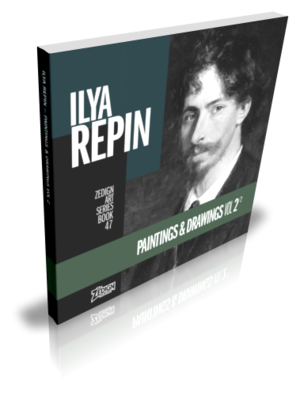 ILYA REPIN - PAINTINGS & DRAWINGS VOL 2
ILYA
REPIN
ZEDIGN
ART
SERIES
BOOK
47
PAINTINGS & DRAWINGS VOL 2
ZEDIGN